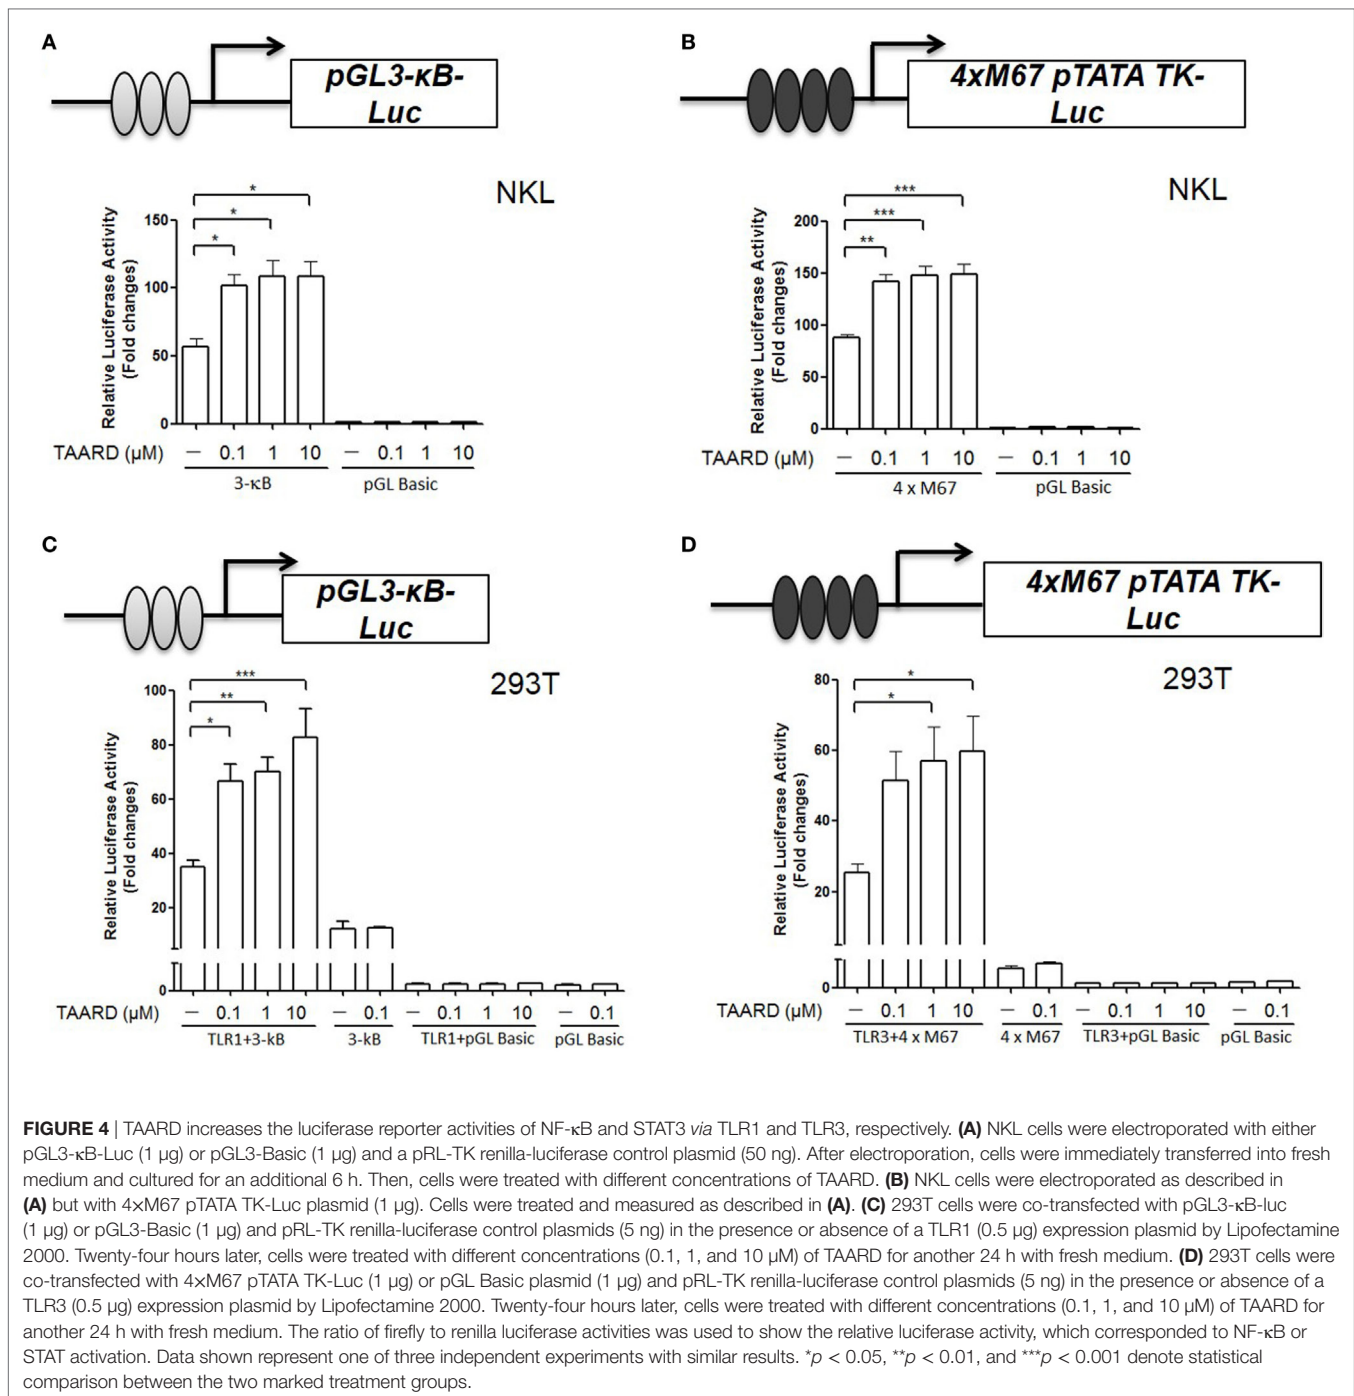 A
pGL3-κB-
Luc
NKL
*
*
*
Relative Luciferase Activity
(Fold changes)
150
100
50
0
TAARD (μM) — 0.1 1 10 — 0.1 1 10
3-κB pGL Basic
B
4xM67 pTATA TK-
Luc
NKL
***
***
**
Relative Luciferase Activity
(Fold changes)
200
150
100
50
0
TAARD (μM) — 0.1 1 10 — 0.1 1 10
4 x M67 pGL Basic
C
pGL3-κB-
Luc
293T
***
**
*
Relative Luciferase Activity
(Fold changes)
100
80
60
40
20
0
TAARD (μM) — 0.1 1 10 — 0.1 — 0.1 1 10 — 0.1
TLR1+3-kB 3-kB TLR1+pGL Basic pGL Basic
D
4xM67 pTATA TK-
Luc
293T
*
*
Relative Luciferase Activity
(Fold changes)
80
60
40
20
0
TAARD (μM) — 0.1 1 10 — 0.1 — 0.1 1 10 — 0.1
TLR3+4 x M67 4 x M67 TLR3+pGL Basic pGL Basic
FIGURE 4 | TAARD increases the luciferase reporter activities of NF-κB and STAT3 via TLR1 and TLR3, respectively. (A) NKL cells were electroporated with either
pGL3-κB-Luc (1 μg) or pGL3-Basic (1 μg) and a pRL-TK renilla-luciferase control plasmid (50 ng). After electroporation, cells were immediately transferred into fresh
medium and cultured for an additional 6 h. Then, cells were treated with different concentrations of TAARD. (B) NKL cells were electroporated as described in
(A) but with 4×M67 pTATA TK-Luc plasmid (1 μg). Cells were treated and measured as described in (A). (C) 293T cells were co-transfected with pGL3-κB-luc
(1 μg) or pGL3-Basic (1 μg) and pRL-TK renilla-luciferase control plasmids (5 ng) in the presence or absence of a TLR1 (0.5 μg) expression plasmid by Lipofectamine
2000. Twenty-four hours later, cells were treated with different concentrations (0.1, 1, and 10 μM) of TAARD for another 24 h with fresh medium. (D) 293T cells were
co-transfected with 4×M67 pTATA TK-Luc (1 μg) or pGL Basic plasmid (1 μg) and pRL-TK renilla-luciferase control plasmids (5 ng) in the presence or absence of a
TLR3 (0.5 μg) expression plasmid by Lipofectamine 2000. Twenty-four hours later, cells were treated with different concentrations (0.1, 1, and 10 μM) of TAARD for
another 24 h with fresh medium. The ratio of firefly to renilla luciferase activities was used to show the relative luciferase activity, which corresponded to NF-κB or
STAT activation. Data shown represent one of three independent experiments with similar results. *p < 0.05, **p < 0.01, and ***p < 0.001 denote statistical
comparison between the two marked treatment groups.